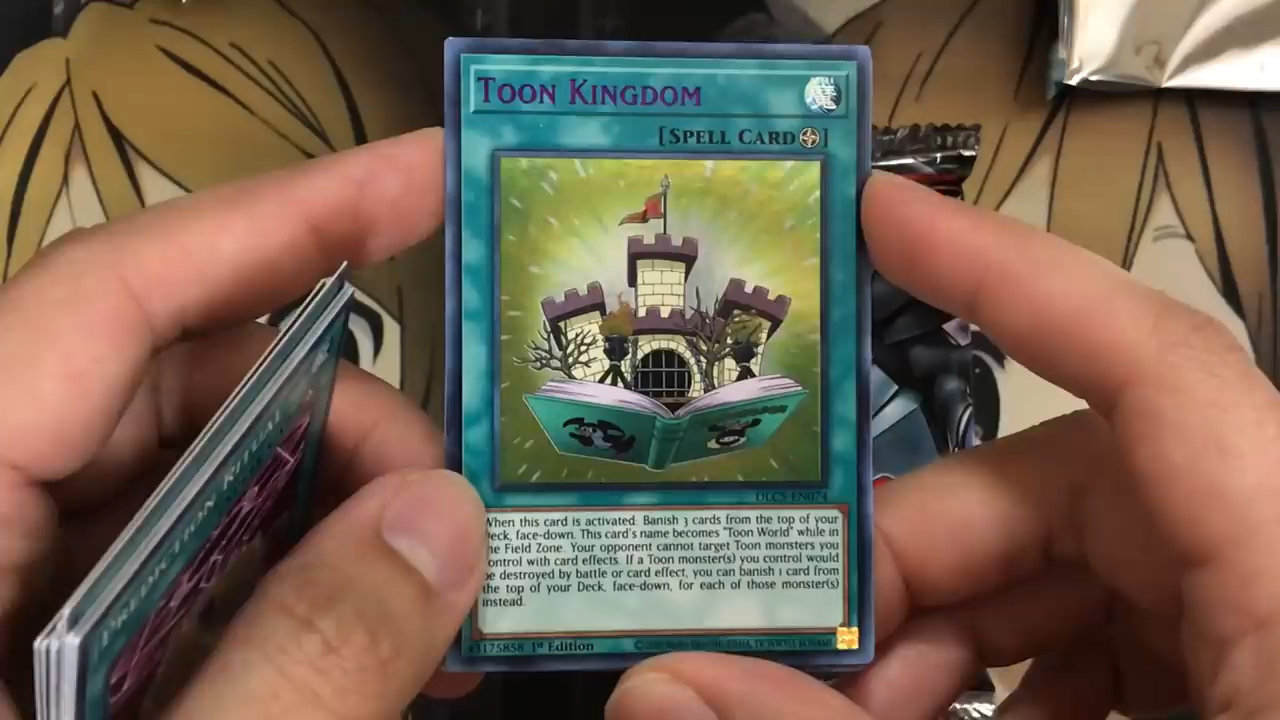 TOON KINGDOM
[SPELL CARD]
DLCS-EN074
When this card is activated: Banish 3 cards from the top of your
Deck, face-down. This card's name becomes "Toon World" while in
the Field Zone. Your opponent cannot target Toon monsters you
control with card effects. If a Toon monster(s) you control would
be destroyed by battle or card effect, you can banish 1 card from
the top of your Deck, face-down, for each of those monster(s)
instead.
43175858 1st Edition
PREDICTION RITUAL